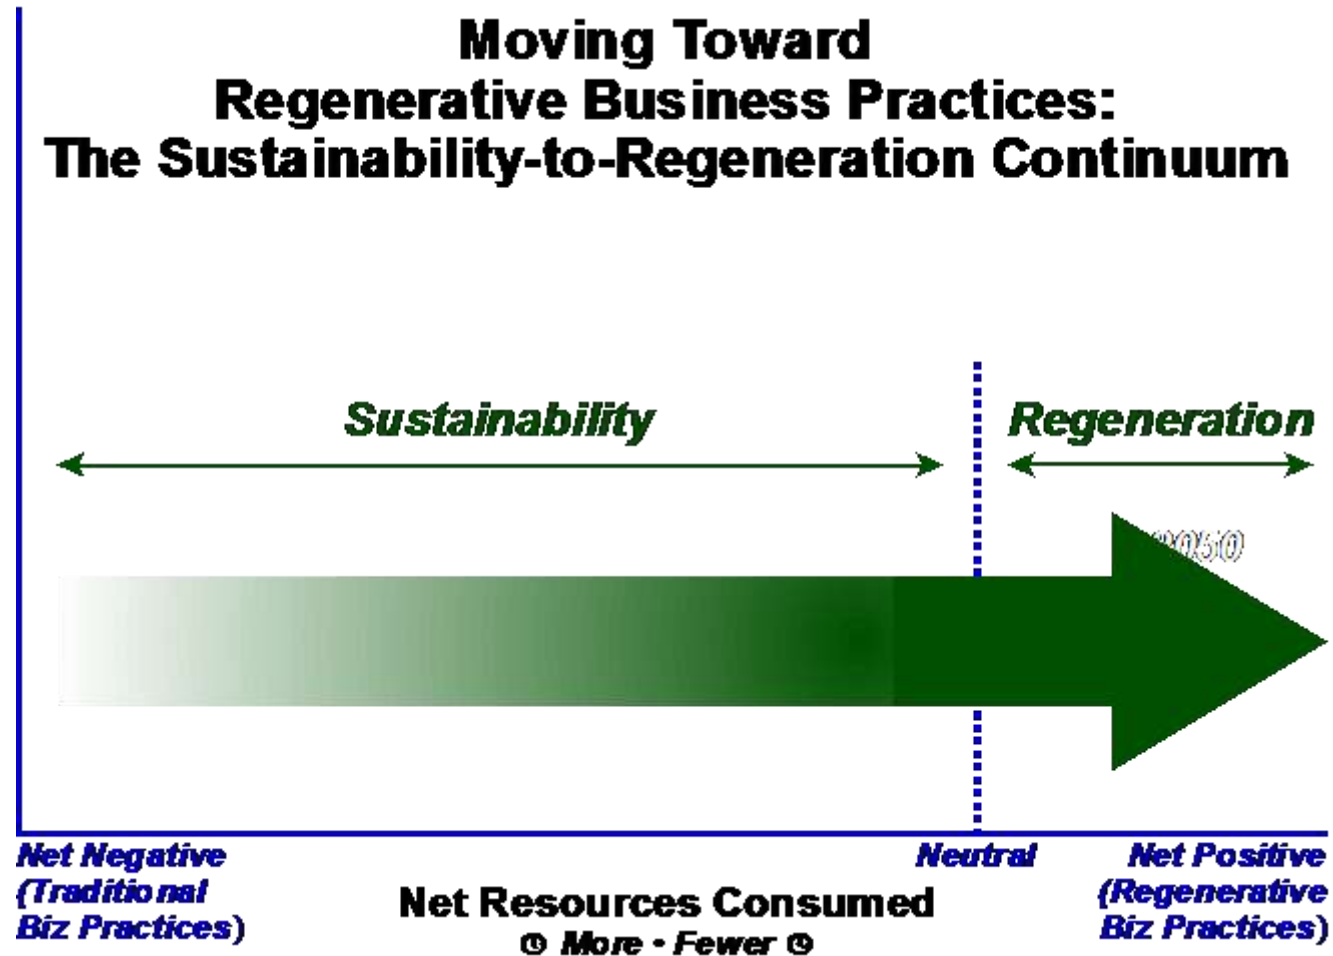 Moving Toward
Regenerative Business Practices:
The Sustainability-to-Regeneration Continuum
Sustainability
Regeneration
2050
Net Negative
(Traditional
Biz Practices)
Neutral
Net Positive
(Regenerative
Biz Practices)
Net Resources Consumed
More • Fewer